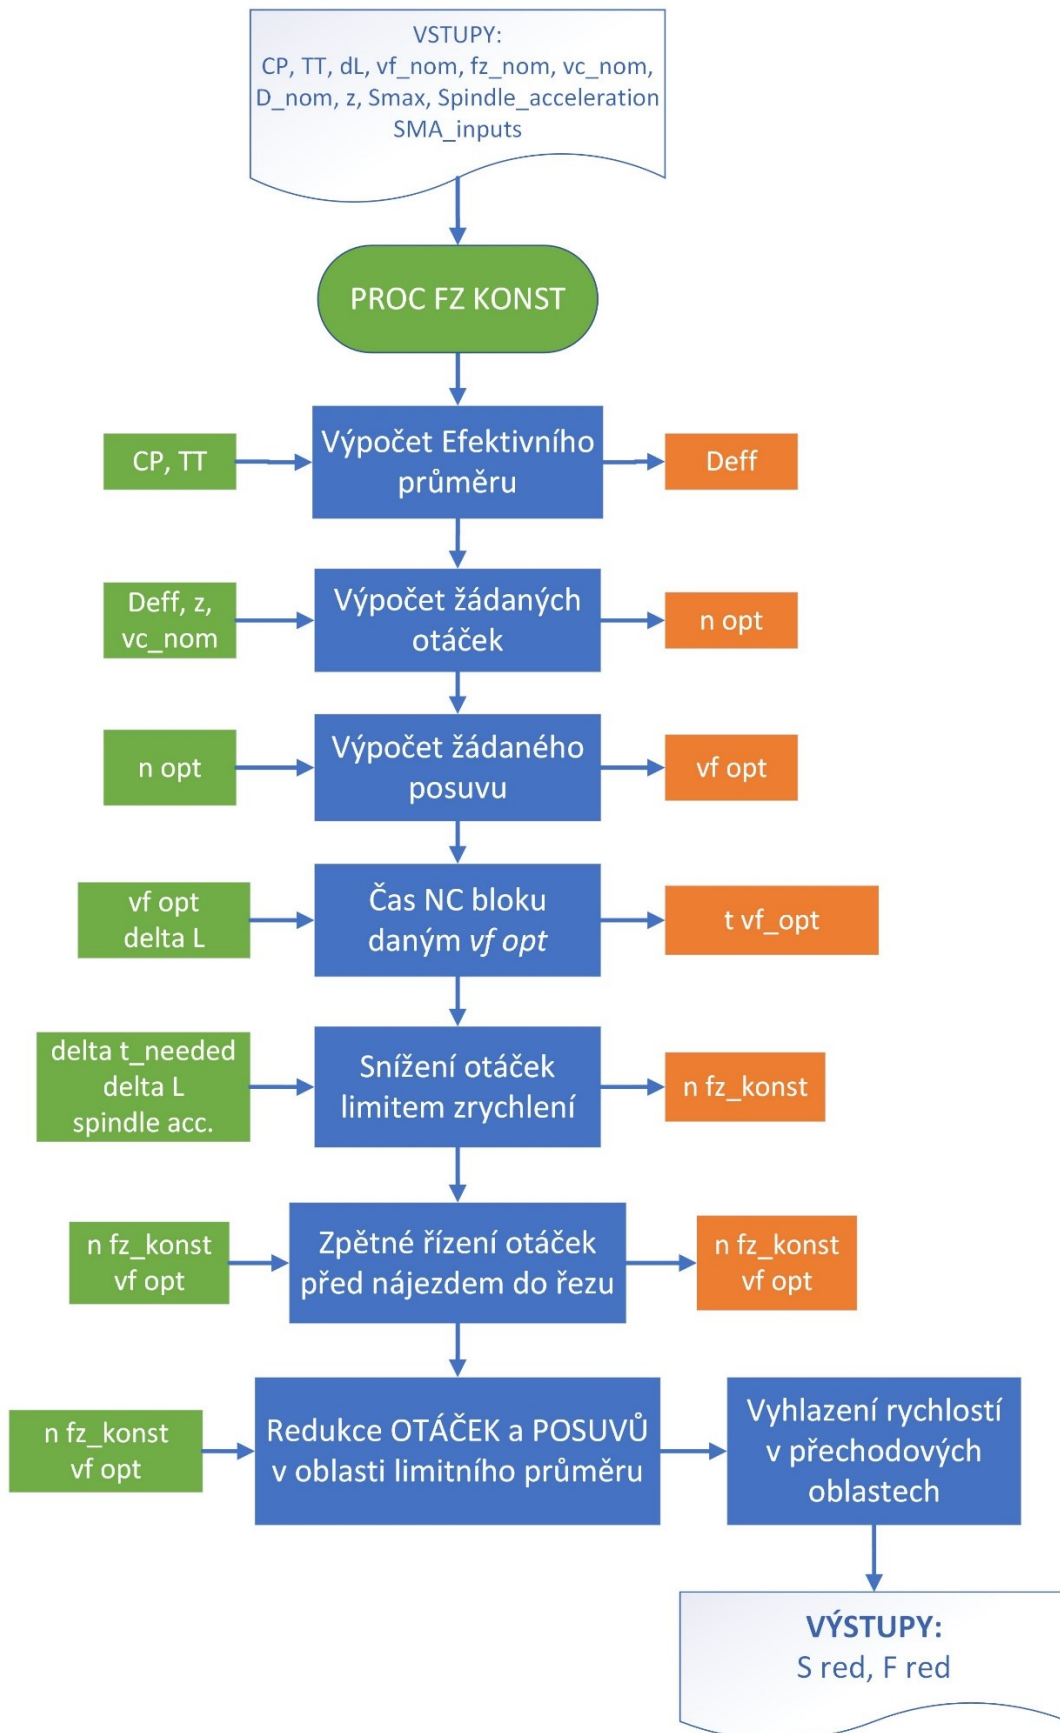 VSTUPY:
CP, TT, dL, vf_nom, fz_nom, vc_nom,
D_nom, z, Smax, Spindle_acceleration
SMA_inputs
PROC FZ KONST
CP, TT
Výpočet Efektivního
průměru
Deff
Deff, z,
vc_nom
Výpočet žádaných
otáček
n opt
n opt
Výpočet žádaného
posuvu
vf opt
vf opt
delta L
Čas NC bloku
daným vf opt
t vf_opt
delta t_needed
delta L
spindle acc.
Snížení otáček
limitem zrychlení
n fz_konst
n fz_konst
vf opt
Zpětné řízení otáček
před nájezdem do řezu
n fz_konst
vf opt
n fz_konst
vf opt
Redukce OTÁČEK a POSUVŮ
v oblasti limitního průměru
Vyhlazení rychlostí
v přechodových
oblastech
VÝSTUPY:
S red, F red